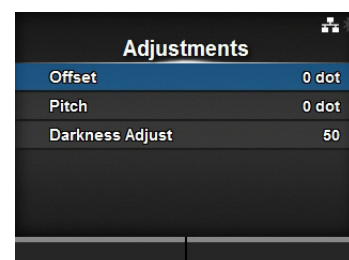 Adjustments
Offset 0 dot
Pitch 0 dot
Darkness Adjust 50